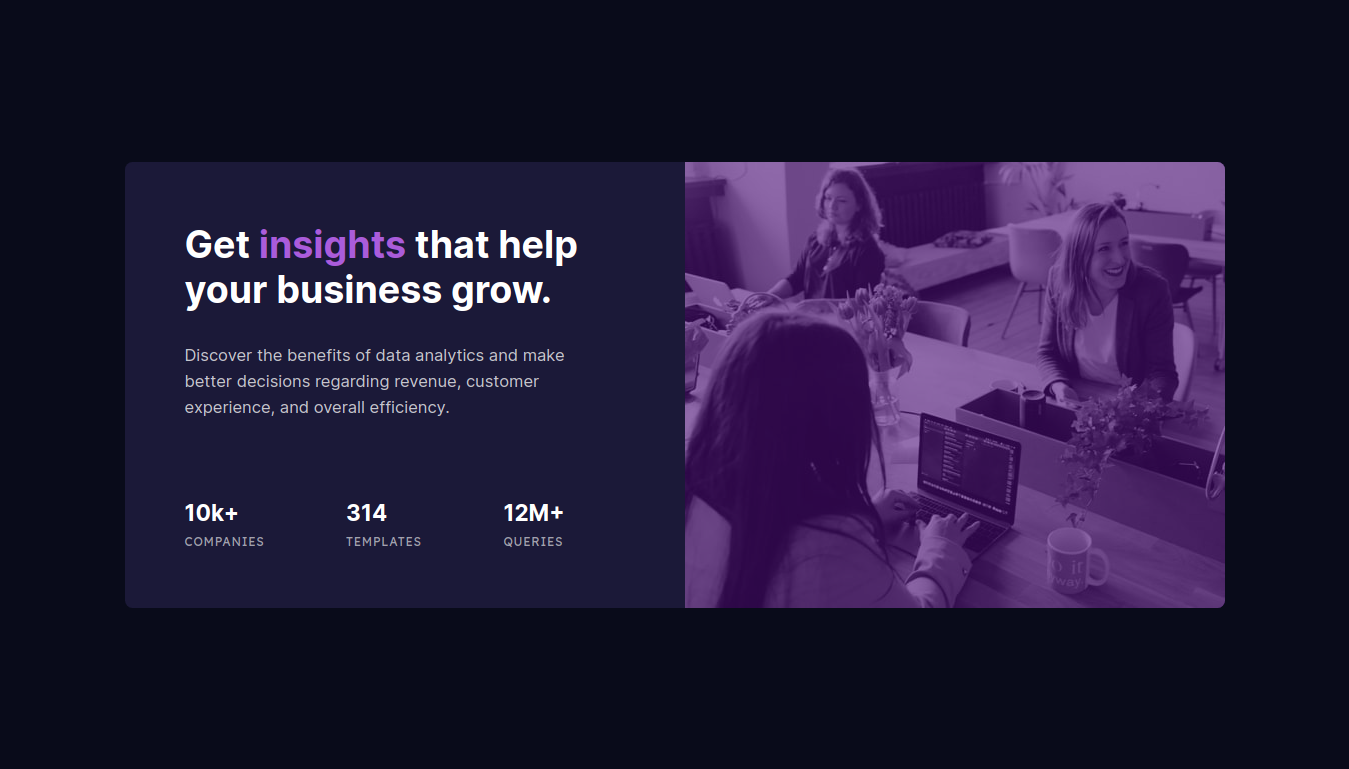 Get insights that help
your business grow.
Discover the benefits of data analytics and make
better decisions regarding revenue, customer
experience, and overall efficiency.
10k+ 314 12M+
COMPANIES TEMPLATES QUERIES